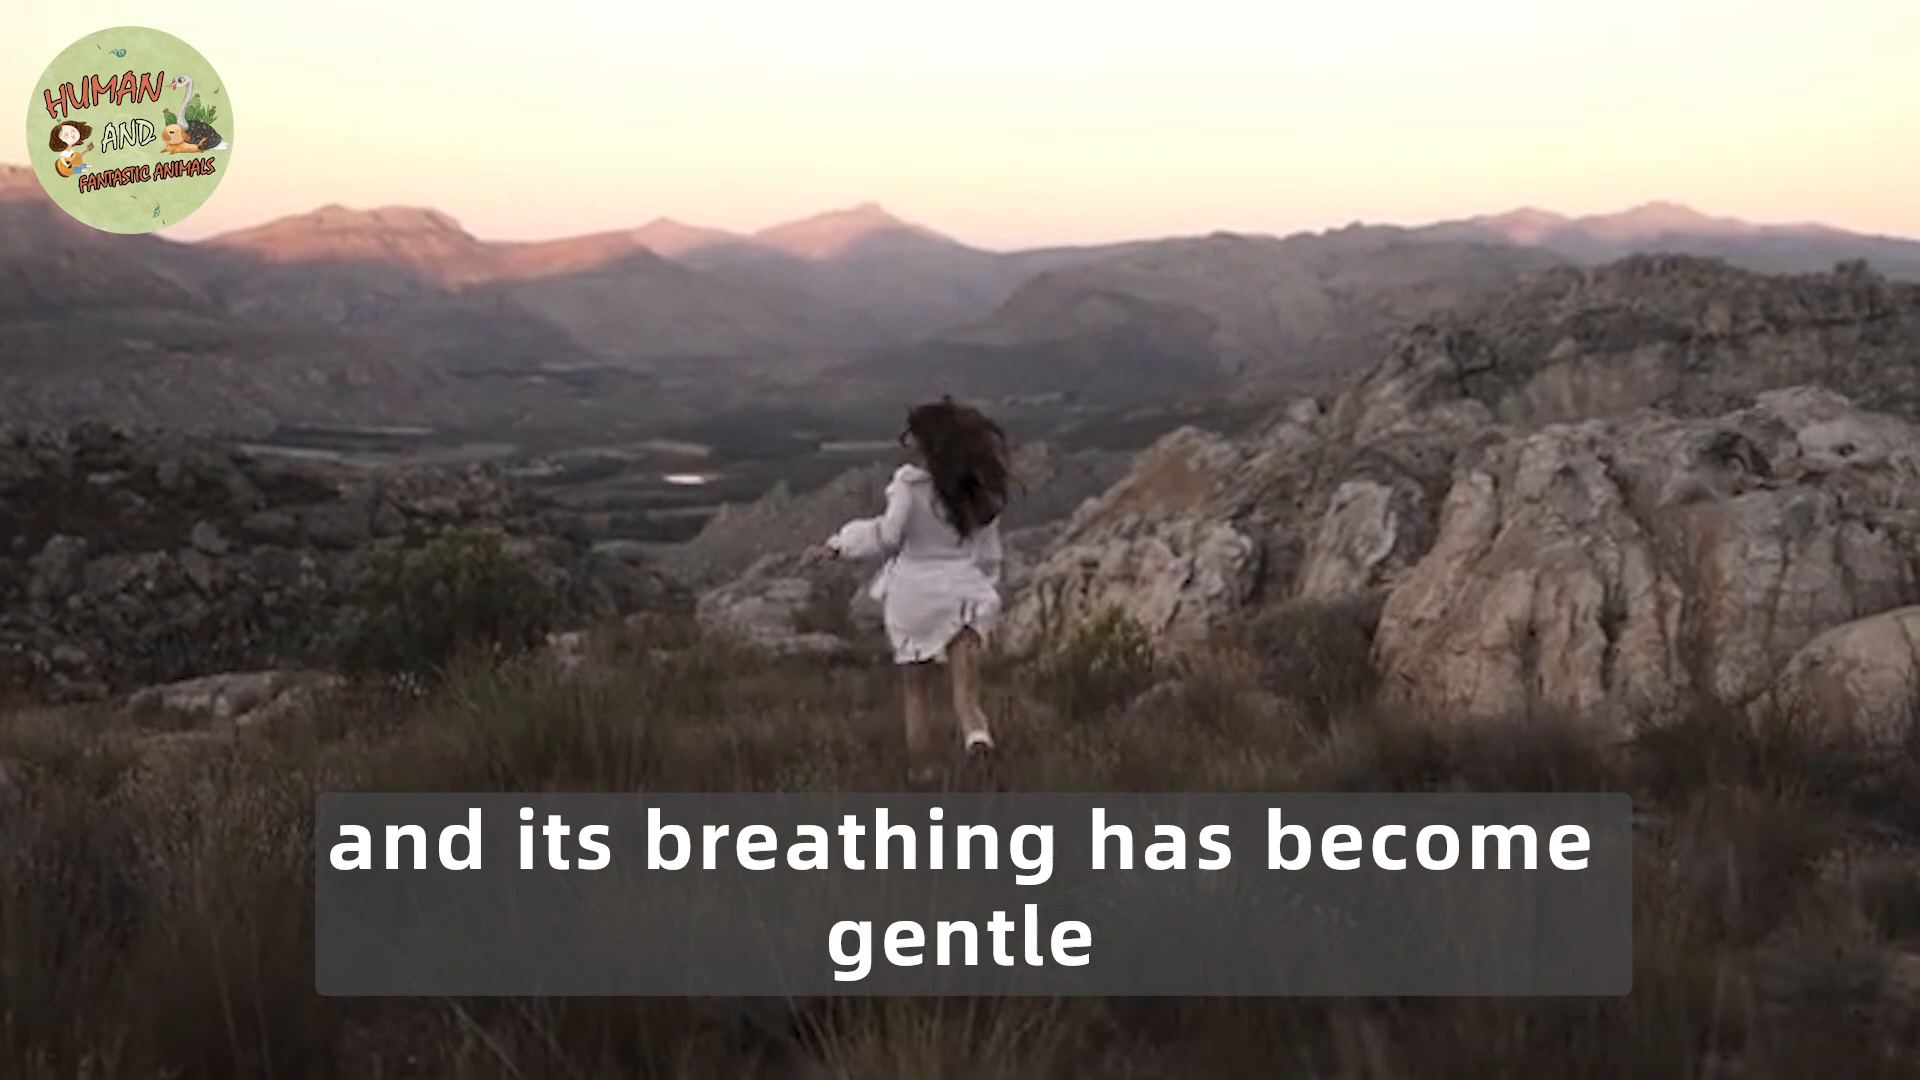 HUMAN
AND
FANTASTIC ANIMALS
and its breathing has become
gentle